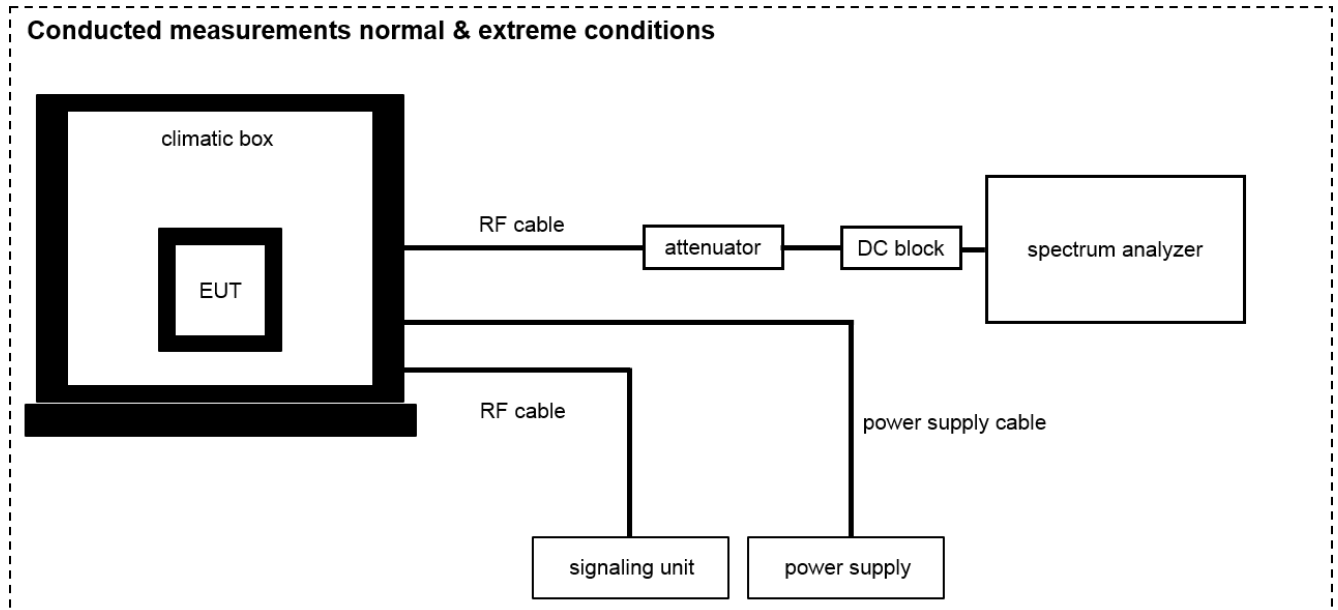 Conducted measurements normal & extreme conditions
climatic box
EUT
RF cable
attenuator
DC block
spectrum analyzer
RF cable
power supply cable
signaling unit
power supply